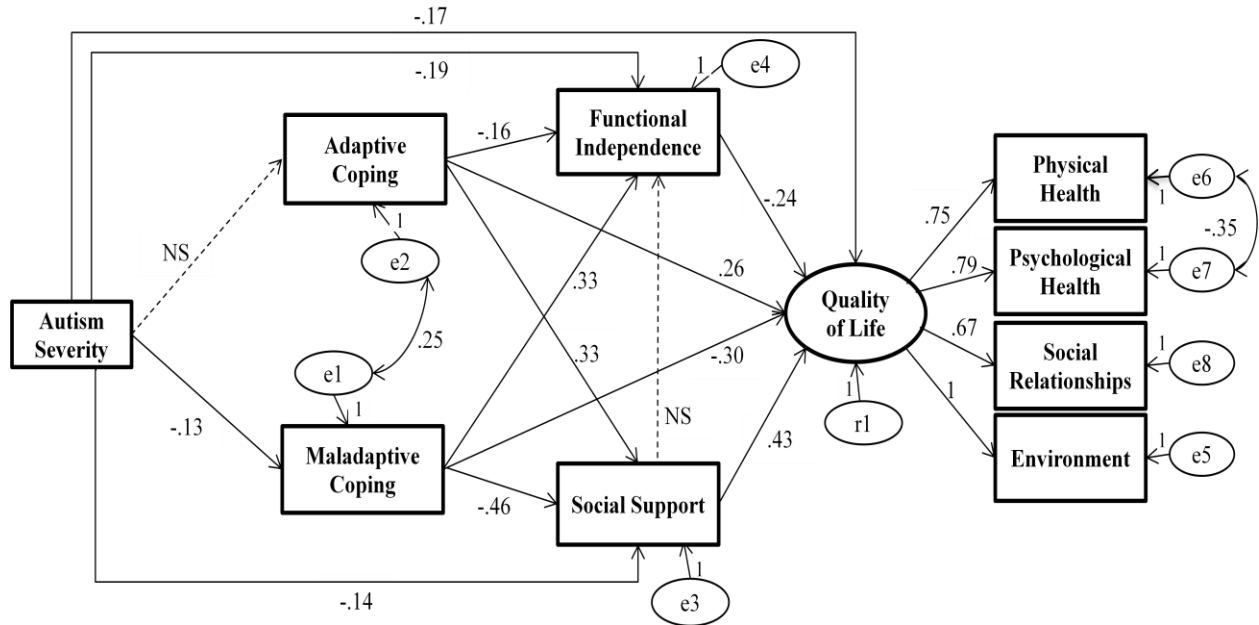 -.17
-.19
1
e4
Functional
Independence
Adaptive
Coping
-.16
Physical
Health
e6
1
1
e2
NS
-.24
.75
-.35
Psychological
Health
1
e7
.79
.26
.33
Quality
of Life
Autism
Severity
.25
.33
-.30
.67
Social
Relationships
1
e8
e1
1
1
r1
1
-.13
NS
.43
Maladaptive
Coping
-.46
Social Support
Environment
1
e5
1
e3
-.14